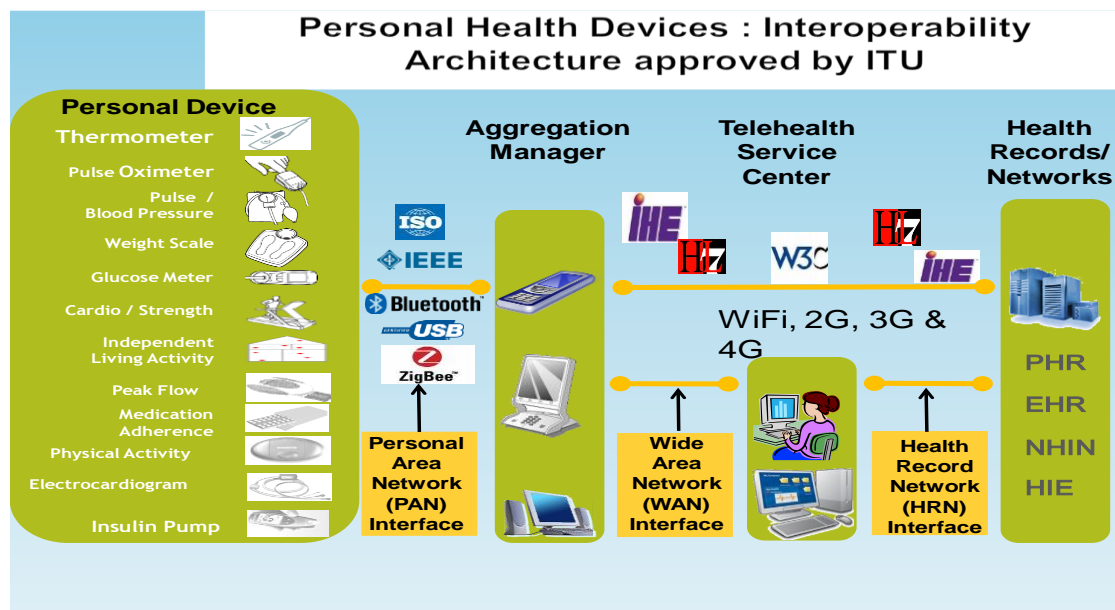 Personal Health Devices : Interoperability
Architecture approved by ITU
Personal Device
Thermometer
Pulse Oximeter
Pulse /
Blood Pressure
Weight Scale
Glucose Meter
Cardio / Strength
Independent
Living Activity
Peak Flow
Medication
Adherence
Physical Activity
Electrocardiogram
Insulin Pump
ISO
IEEE
Bluetooth™
CERTIFIED USB
Z
ZigBee™
Personal
Area
Network
(PAN)
Interface
Aggregation
Manager
IHE
HL7
Wide
Area
Network
(WAN)
Interface
Telehealth
Service
Center
W3C
WiFi, 2G, 3G &
4G
HL7
IHE
Health
Record
Network
(HRN)
Interface
Health
Records/
Networks
PHR
EHR
NHIN
HIE